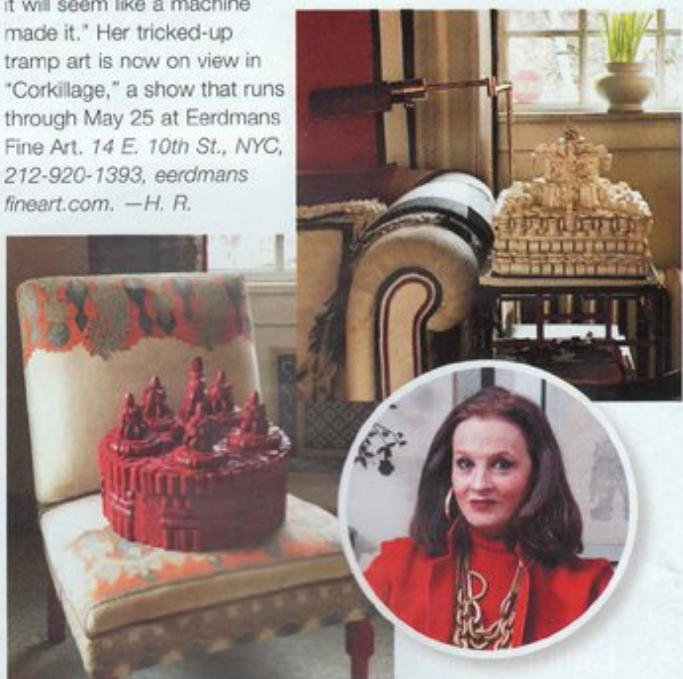 it will seem like a machine
made it." Her tricked-up
tramp art is now on view in
"Corkillage," a show that runs
through May 25 at Eerdmans
Fine Art. 14 E. 10th St., NYC,
212-920-1393, eerdmans
fineart.com. —H. R.